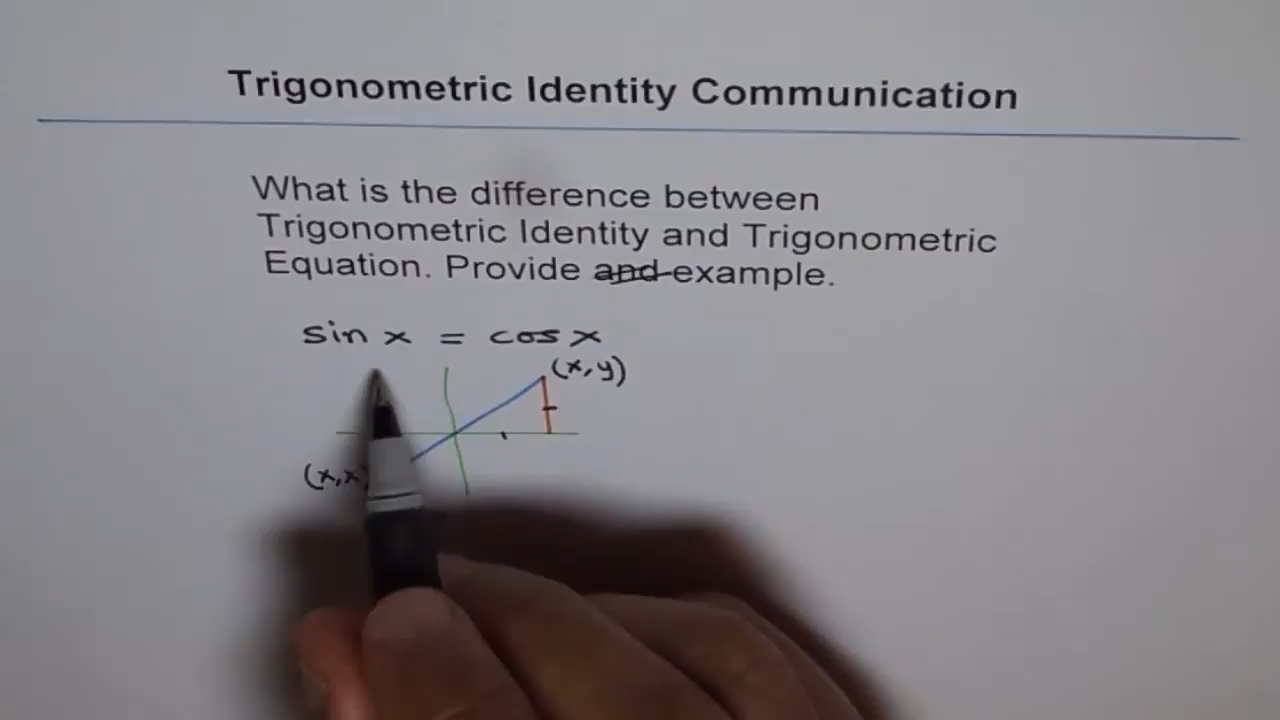 Trigonometric Identity Communication
What is the difference between
Trigonometric Identity and Trigonometric
Equation. Provide and example.
sin x = cos x
(x, y)
(x, x